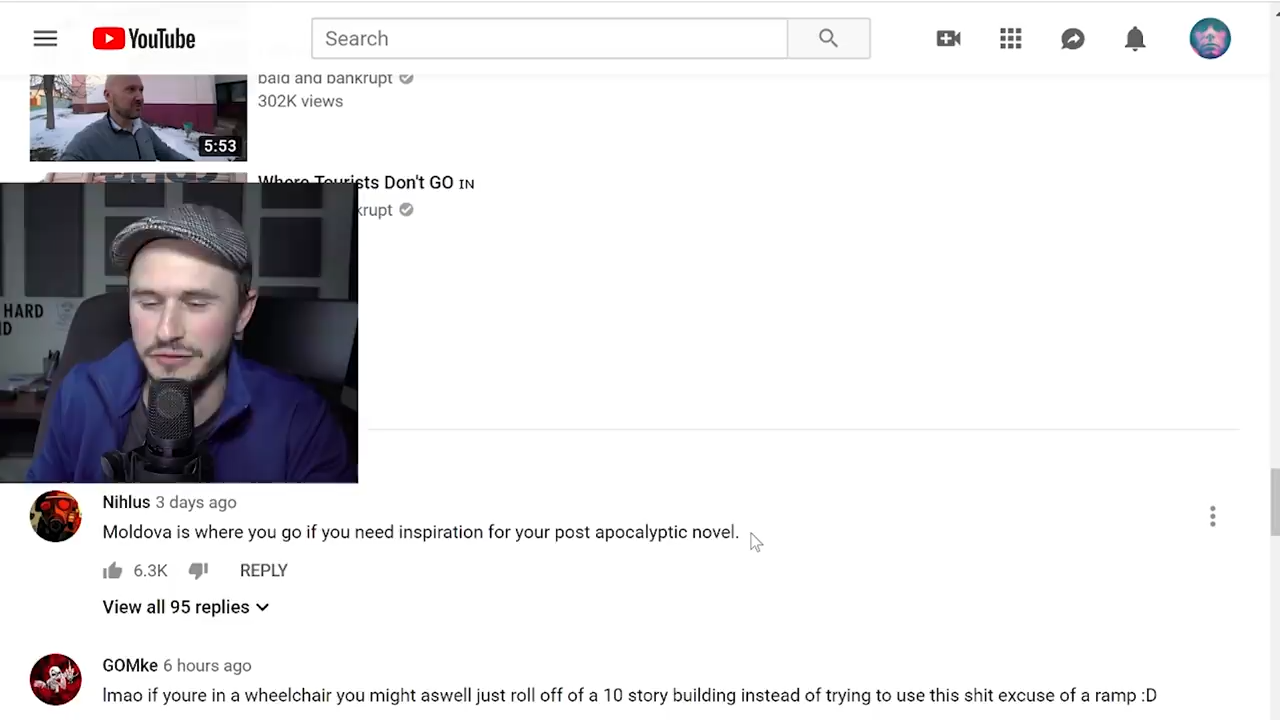 YouTube
Search
bald and bankrupt
302K views
5:53
Where Tourists Don't GO IN
krupt
HARD
Nihlus 3 days ago
Moldova is where you go if you need inspiration for your post apocalyptic novel.
6.3K REPLY
View all 95 replies
GOMke 6 hours ago
lmao if youre in a wheelchair you might aswell just roll off of a 10 story building instead of trying to use this shit excuse of a ramp :D